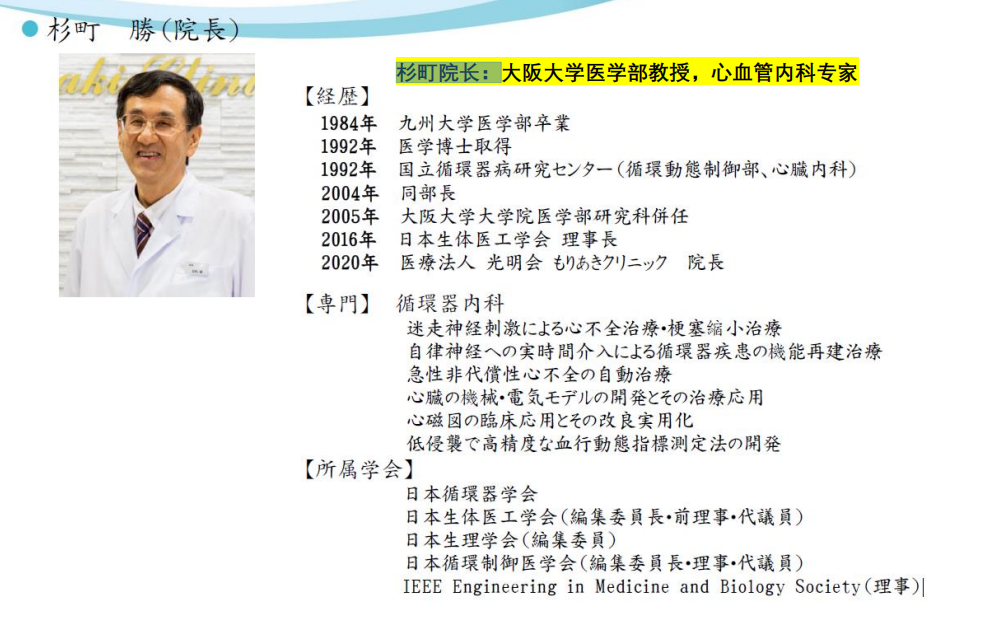 杉町 勝(院長)
杉町院长：大阪大学医学部教授，心血管内科专家
【経歴】
1984年 九州大学医学部卒業
1992年 医学博士取得
1992年 国立循環器病研究センター(循環動態制御部、心臓内科)
2004年 同部長
2005年 大阪大学大学院医学部研究科併任
2016年 日本生体医工学会 理事長
2020年 医療法人 光明会 もりあきクリニック 院長
【専門】 循環器内科
迷走神経刺激による心不全治療・梗塞縮小治療
自律神経への実時間介入による循環器疾患の機能再建治療
急性非代償性心不全の自動治療
心臓の機械・電気モデルの開発とその治療応用
心磁図の臨床応用とその改良実用化
低侵襲で高精度な血行動態指標測定法の開発
【所属学会】
日本循環器学会
日本生体医工学会(編集委員長・前理事・代議員)
日本生理学会(編集委員)
日本循環制御医学会(編集委員長・理事・代議員)
IEEE Engineering in Medicine and Biology Society(理事)